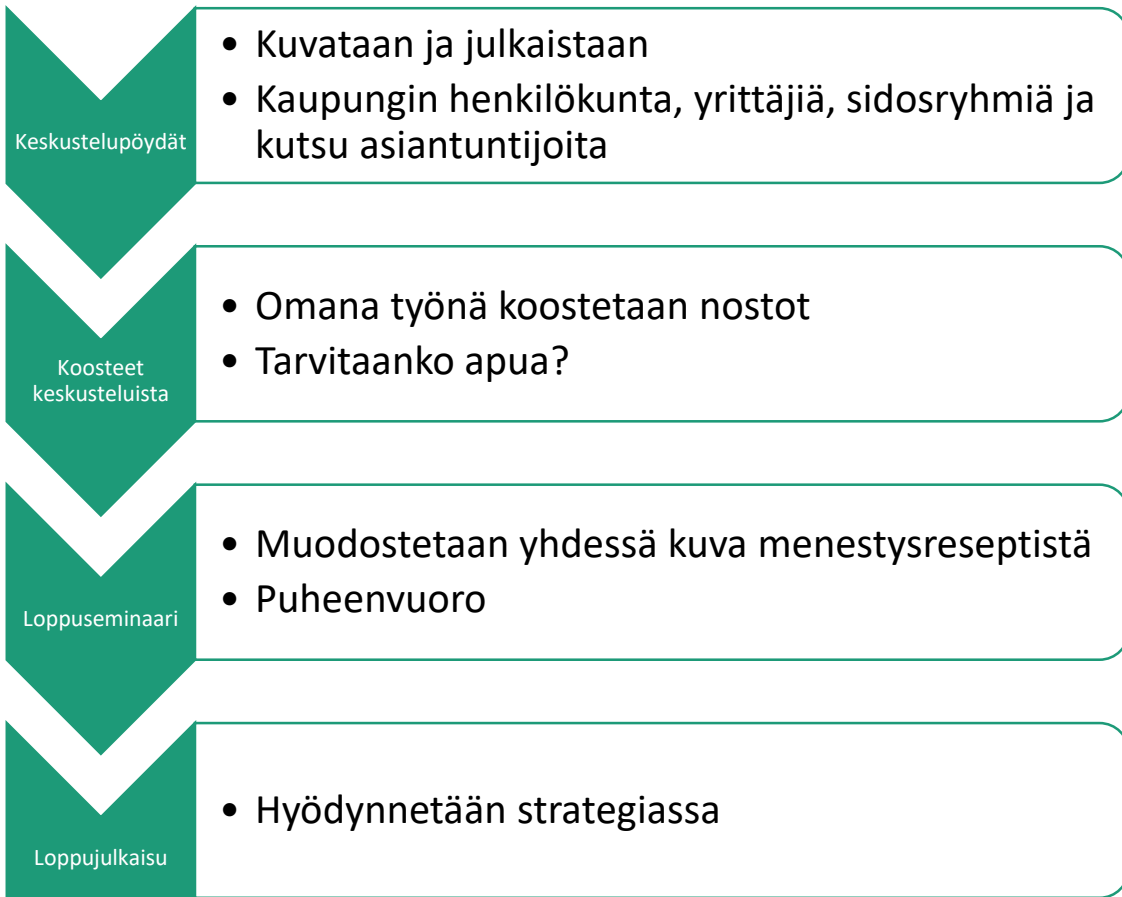 Keskustelupöydät
• Kuvataan ja julkaistaan
• Kaupungin henkilökunta, yrittäjiä, sidosryhmiä ja
kutsu asiantuntijoita
Koosteet
keskusteluista
• Omana työnä koostetaan nostot
• Tarvitaanko apua?
Loppuseminaari
• Muodostetaan yhdessä kuva menestysreseptistä
• Puheenvuoro
Loppujulkaisu
• Hyödynnetään strategiassa